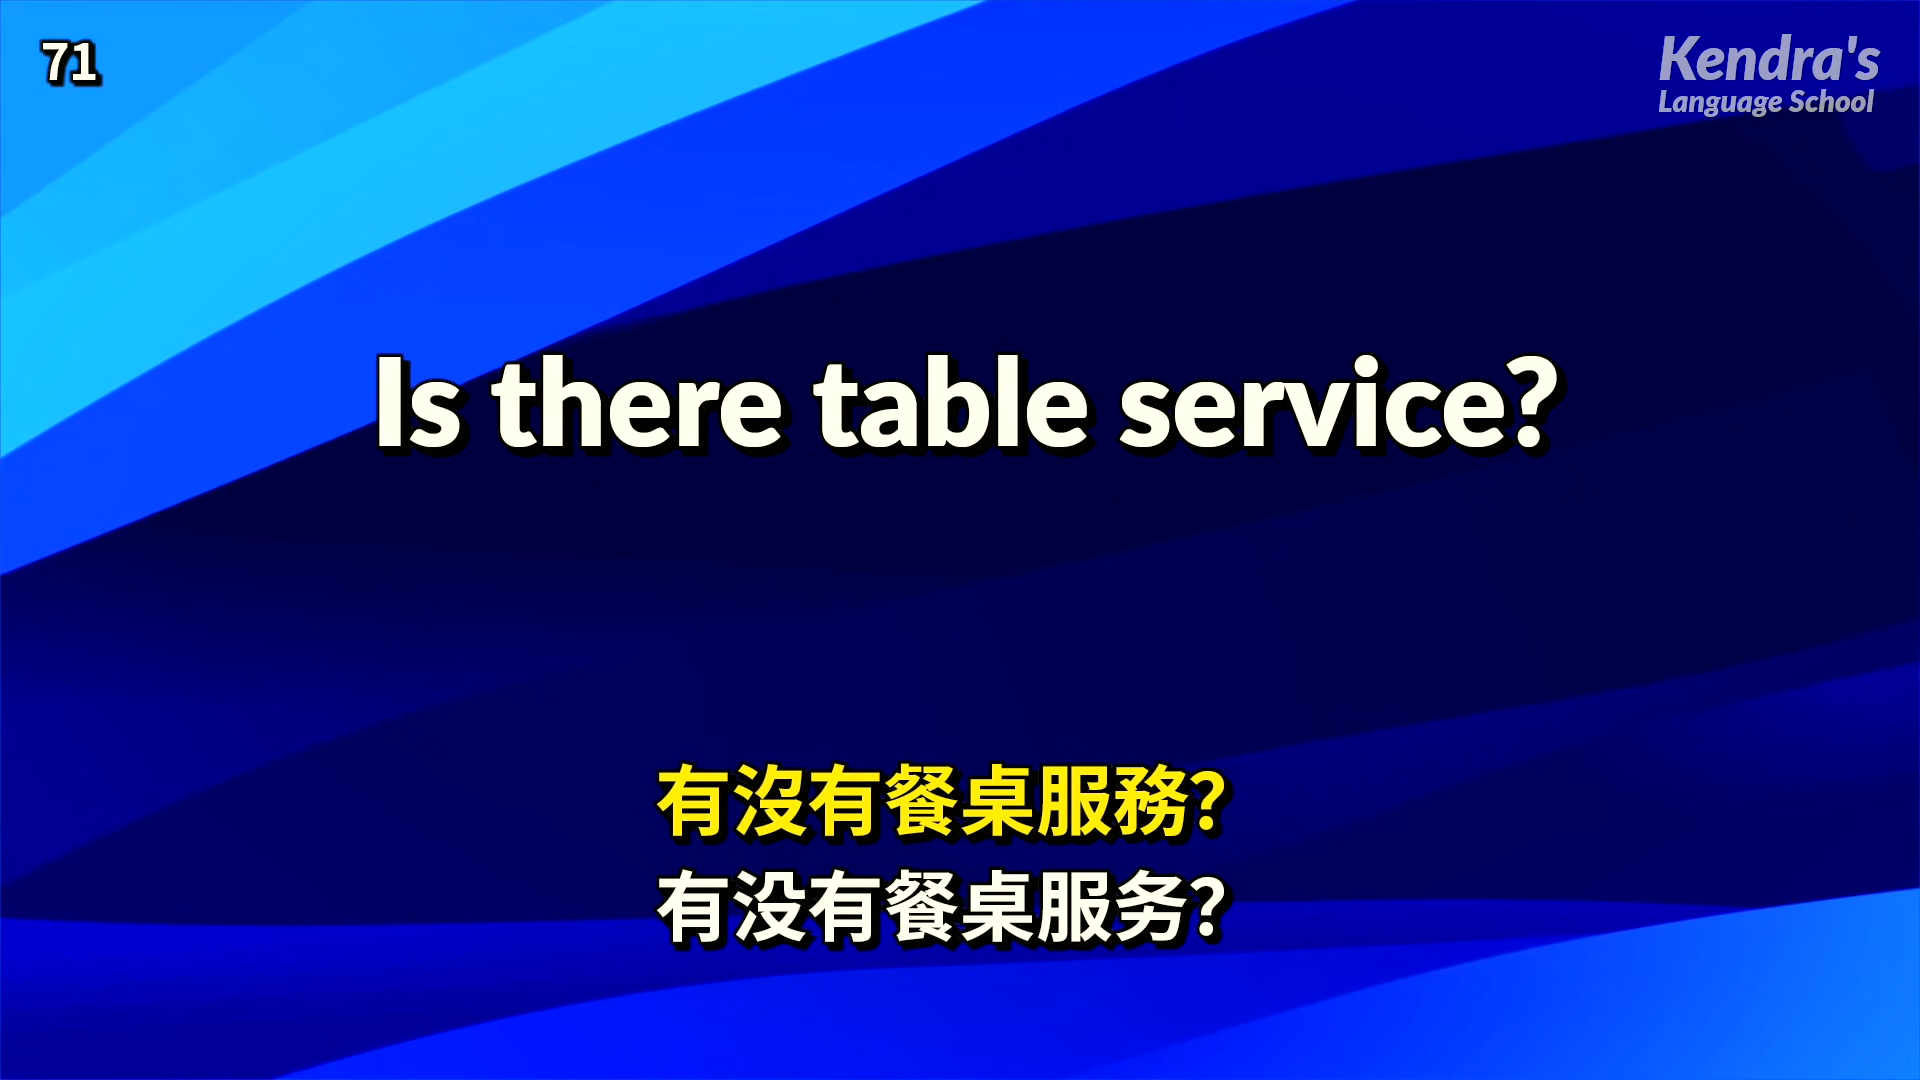 71
Kendra's
Language School
Is there table service?
有沒有餐桌服務?
有没有餐桌服务?